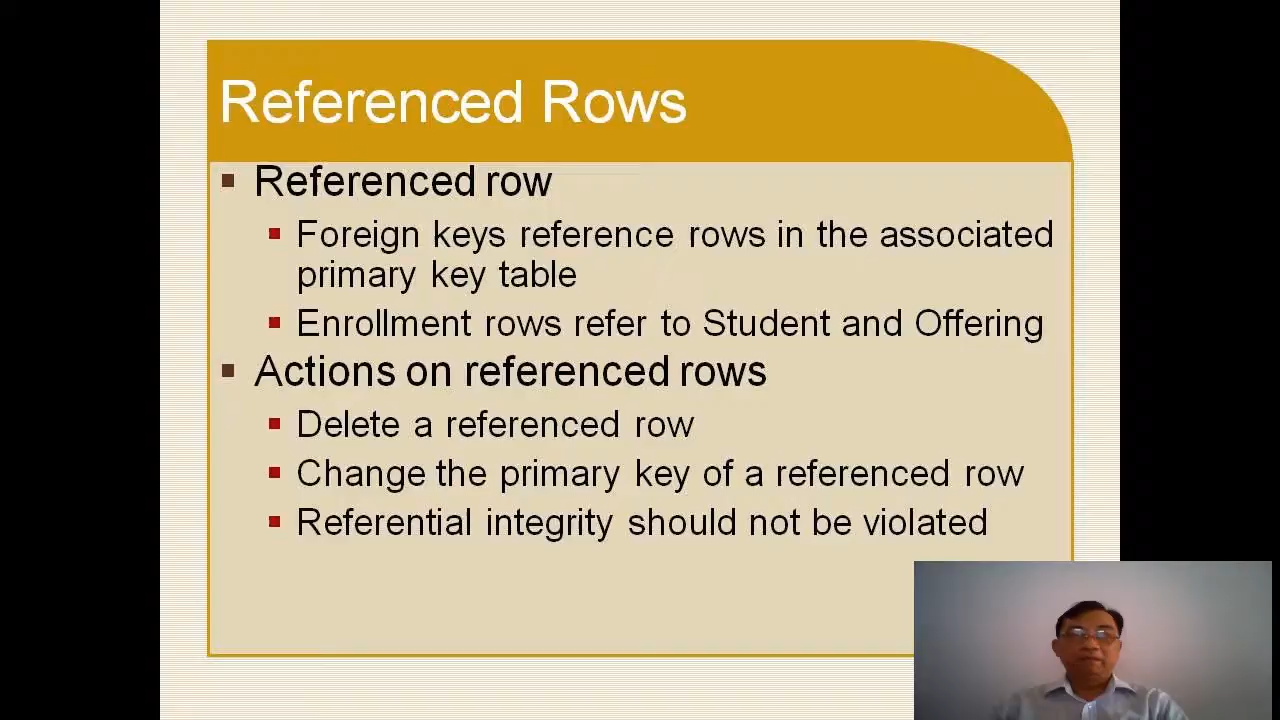 Referenced Rows
Referenced row
Foreign keys reference rows in the associated
primary key table
Enrollment rows refer to Student and Offering
Actions on referenced rows
Delete a referenced row
Change the primary key of a referenced row
Referential integrity should not be violated